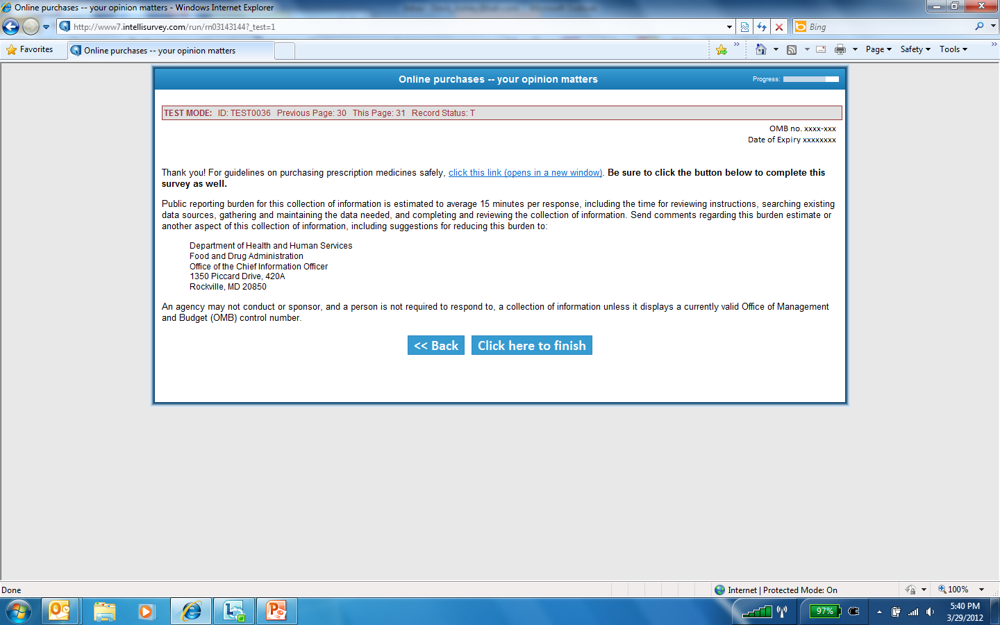 Online purchases -- your opinion matters - Windows Internet Explorer
http://www7.intellisurvey.com/run/rn03143144?_test=1
Bing
Favorites
Online purchases -- your opinion matters
Page
Safety
Tools
Online purchases -- your opinion matters
Progress:
TEST MODE: ID: TEST0036 Previous Page: 30 This Page: 31 Record Status: T
OMB no. xxxx-xxx
Date of Expiry xxxxxxxx
Thank you! For guidelines on purchasing prescription medicines safely, click this link (opens in a new window). Be sure to click the button below to complete this
survey as well.
Public reporting burden for this collection of information is estimated to average 15 minutes per response, including the time for reviewing instructions, searching existing
data sources, gathering and maintaining the data needed, and completing and reviewing the collection of information. Send comments regarding this burden estimate or
another aspect of this collection of information, including suggestions for reducing this burden to:
Department of Health and Human Services
Food and Drug Administration
Office of the Chief Information Officer
1350 Piccard Drive, 420A
Rockville, MD 20850
An agency may not conduct or sponsor, and a person is not required to respond to, a collection of information unless it displays a currently valid Office of Management
and Budget (OMB) control number.
<< Back
Click here to finish
Done
Internet | Protected Mode: On
100%
97%
5:40 PM
3/29/2012